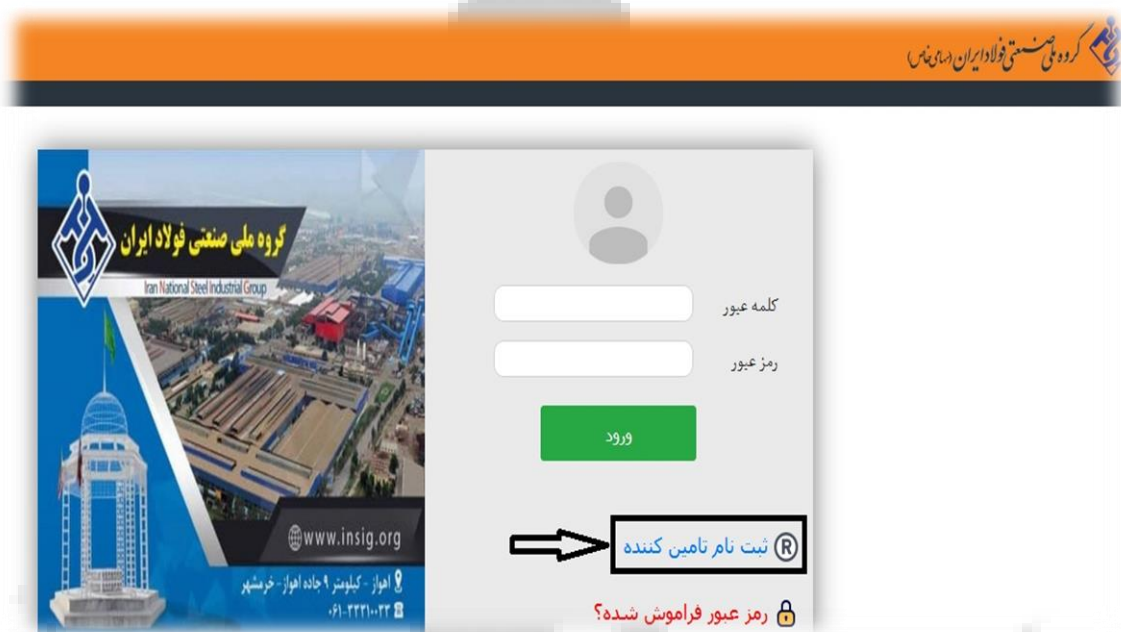 گروه ملی صنعتی فولاد ایران (سهامی خاص)
گروه ملی صنعتی فولاد ایران
Iran National Steel Industrial Group
www.insig.org
اهواز - کیلومتر ۹ جاده اهواز - خرمشهر
۰۶۱-۳۳۳۱۰۰۳۳
کلمه عبور
رمز عبور
ورود
ثبت نام تامین کننده
رمز عبور فراموش شده؟